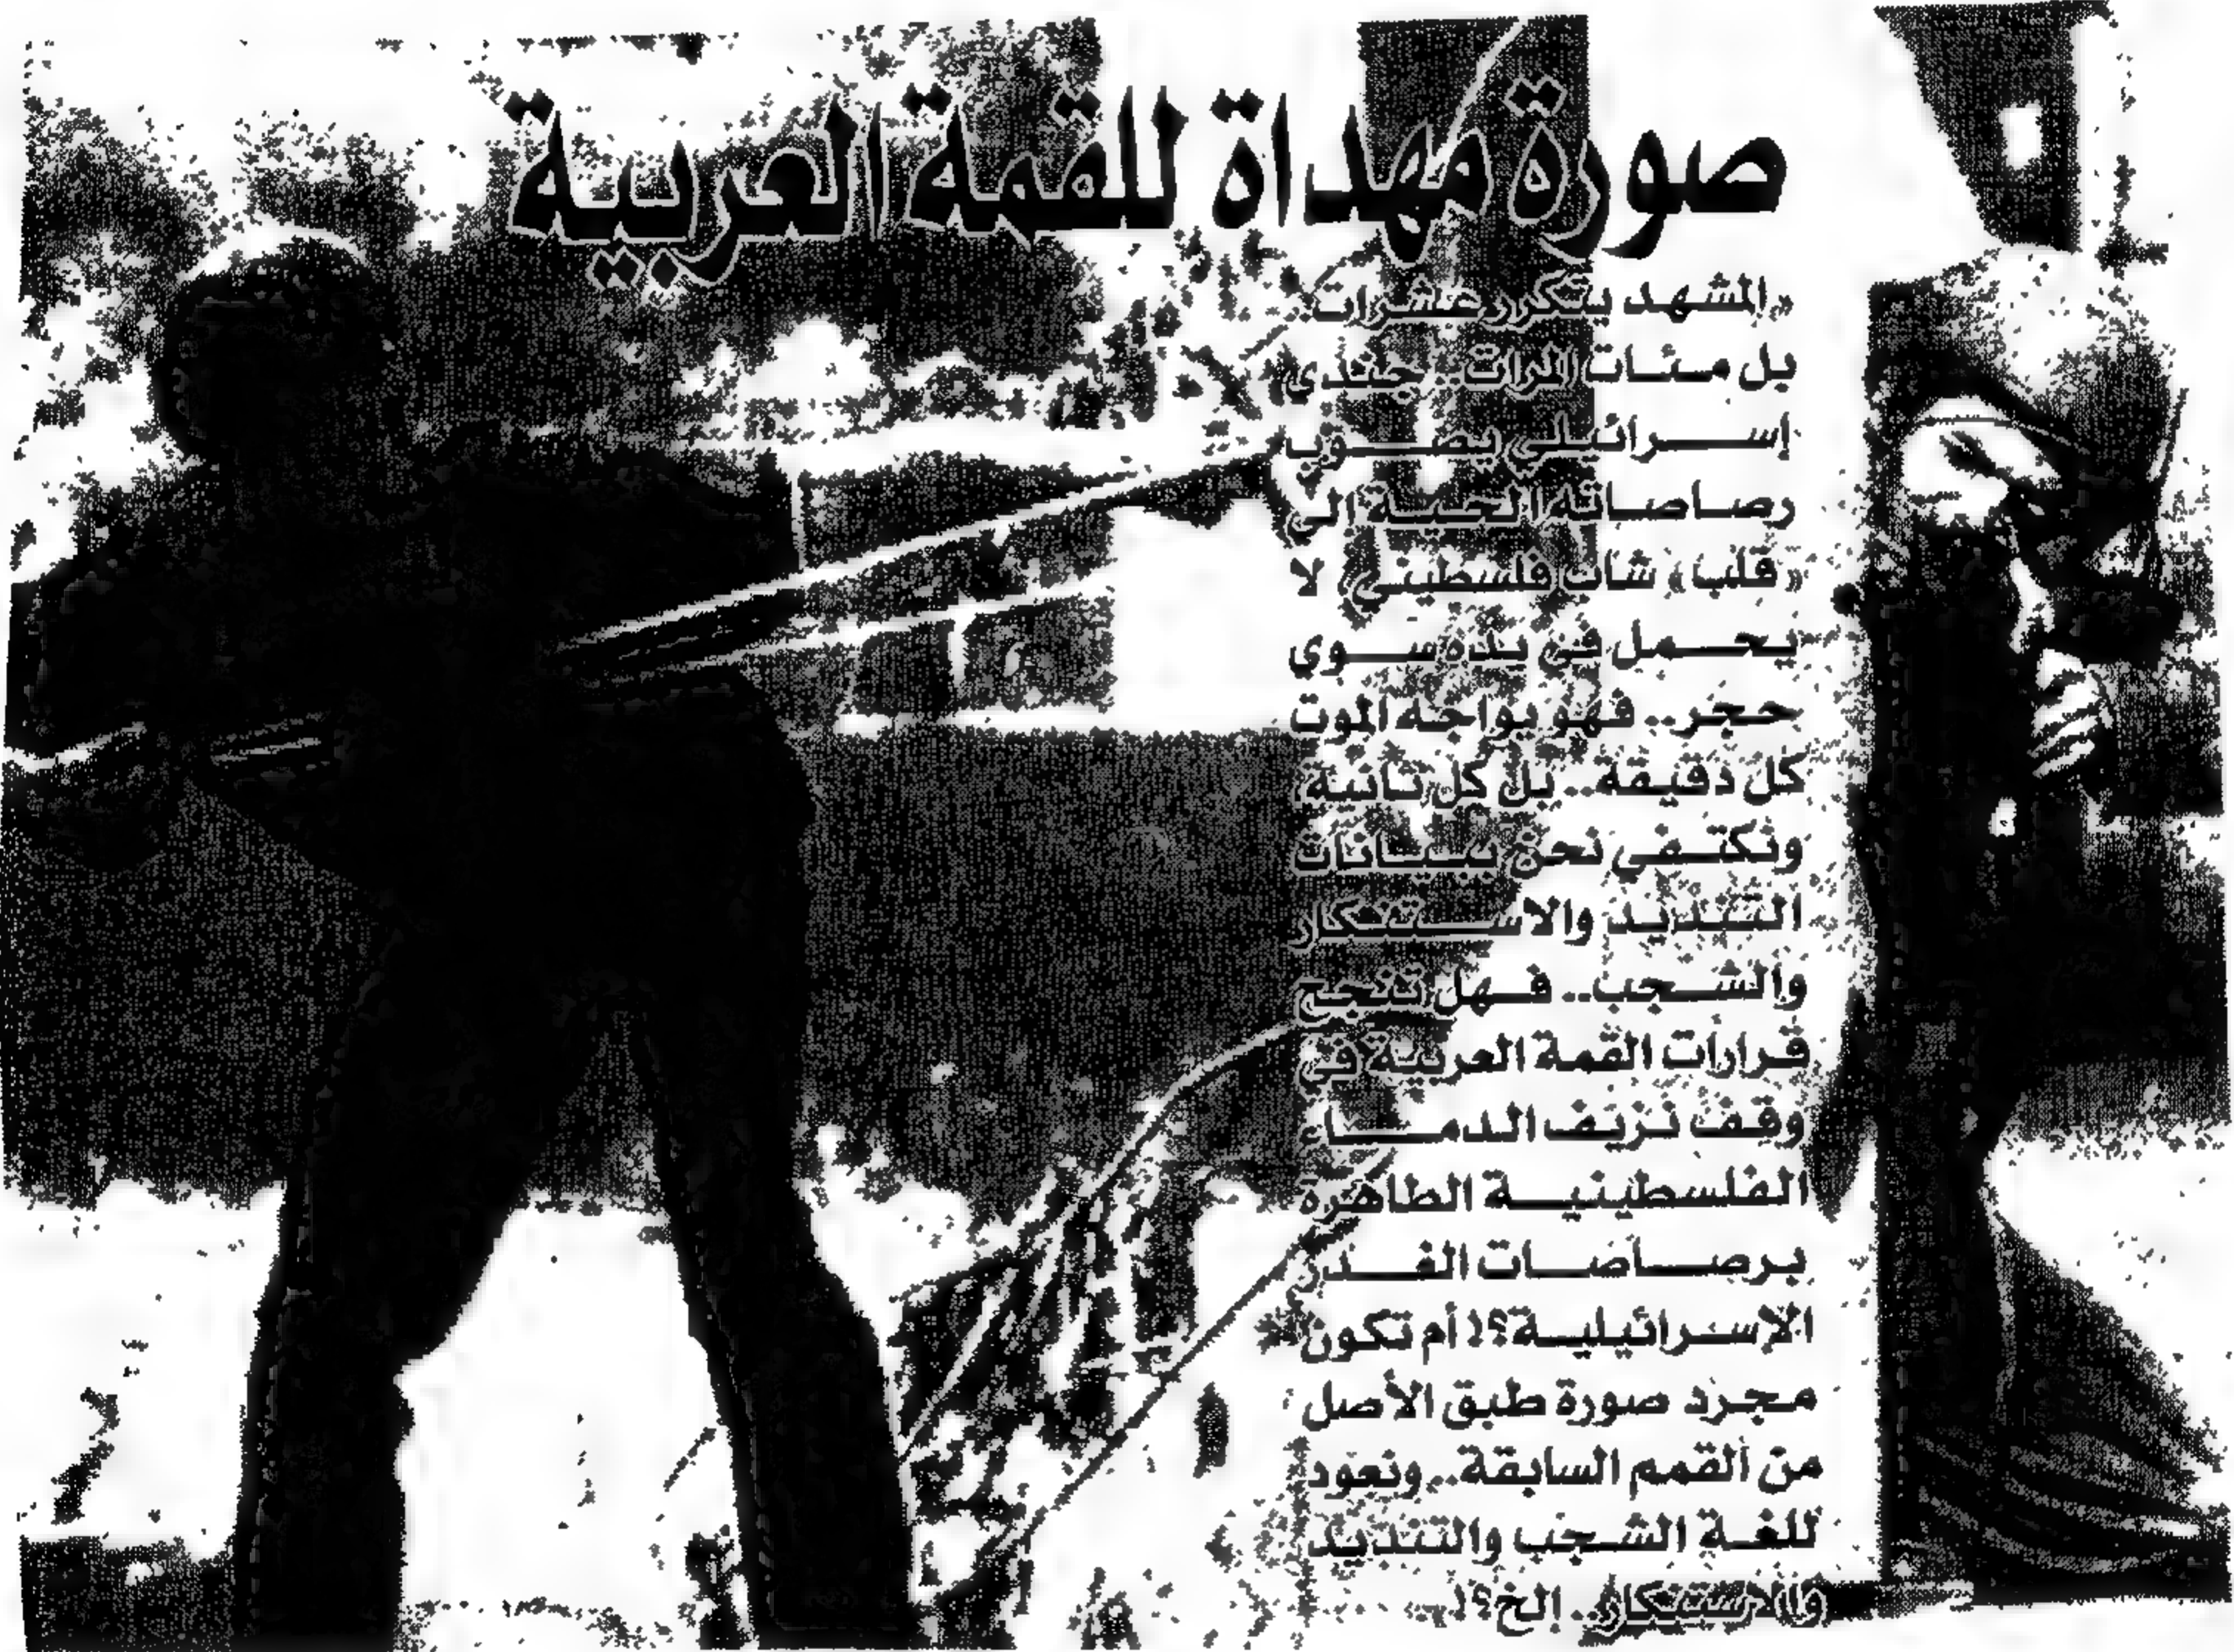 صورة مهداة للقمة العربية
«المشهد يتكرر عشرات
بل مئات المرات.. جندى
إسرائيلي يصوب
رصاصاته الحية الى
«قلب» شاب فلسطيني لا
يحمل في يده سوي
حجر.. فهو يواجه الموت
كل دقيقة.. بل كل ثانية
ونكتفي نحن ببيانات
التنديد والاستنكار
والشجب.. فهل تنجح
قرارات القمة العربية في
وقف نزيف الدماء
الفلسطينية الطاهرة
برصاصات الغدر
الإسرائيلية؟! أم تكون
مجرد صورة طبق الأصل
من القمم السابقة.. ونعود
للغة الشجب والتنديد
والاستنكار.. الخ؟!